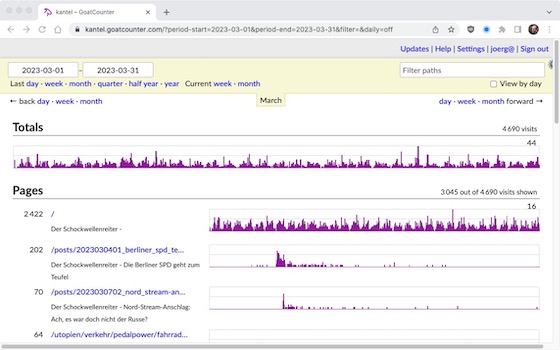 kantel – GoatCounter
kantel.goatcounter.com/?period-start=2023-03-01&period-end=2023-03-31&filter=&daily=off
Updates | Help | Settings | joerg@ | Sign out
2023-03-01 – 2023-03-31
Filter paths
Last day · week · month · quarter · half year · year Current week · month
View by day
← back day · week · month
March
day · week · month forward →
Totals
4 690 visits
44
Pages
3 045 out of 4 690 visits shown
16
2 422 /
Der Schockwellenreiter -
202 /posts/2023030401_berliner_spd_te...
Der Schockwellenreiter - Die Berliner SPD geht zum
Teufel
70 /posts/2023030702_nord_stream-an...
Der Schockwellenreiter - Nord-Stream-Anschlag:
Ach, es war doch nicht der Russe?
64 /utopien/verkehr/pedalpower/fahrrad...